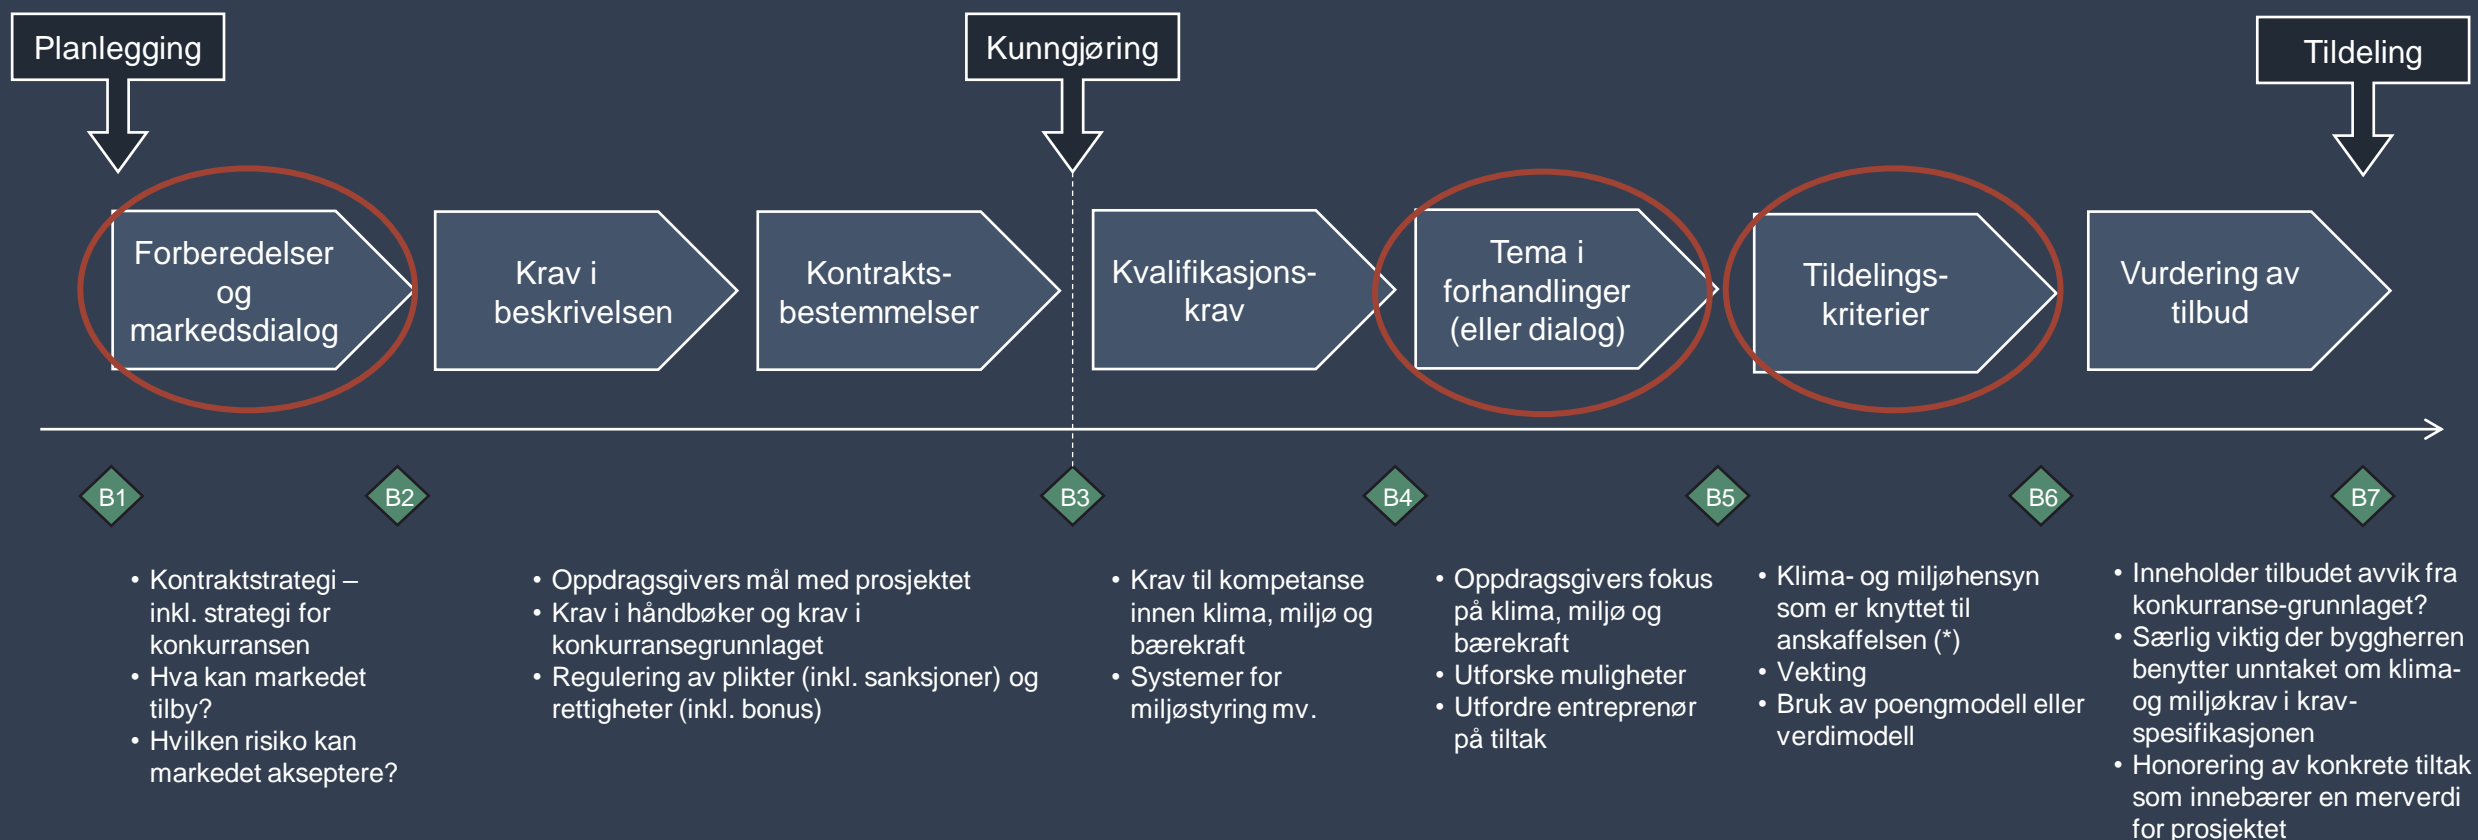 Planlegging
Kunngjøring
Tildeling
Forberedelser
og
markedsdialog
Krav i
beskrivelsen
Kontrakts-
bestemmelser
Kvalifikasjons-
krav
Tema i
forhandlinger
(eller dialog)
Tildelings-
kriterier
Vurdering av
tilbud
B1
B2
B3
B4
B5
B6
B7
• Kontraktstrategi –
inkl. strategi for
konkurransen
• Hva kan markedet
tilby?
• Hvilken risiko kan
markedet akseptere?
• Oppdragsgivers mål med prosjektet
• Krav i håndbøker og krav i
konkurransegrunnlaget
• Regulering av plikter (inkl. sanksjoner) og
rettigheter (inkl. bonus)
• Krav til kompetanse
innen klima, miljø og
bærekraft
• Systemer for
miljøstyring mv.
• Oppdragsgivers fokus
på klima, miljø og
bærekraft
• Utforske muligheter
• Utfordre entreprenør
på tiltak
• Klima- og miljøhensyn
som er knyttet til
anskaffelsen (*)
• Vekting
• Bruk av poengmodell eller
verdimodell
• Inneholder tilbudet avvik fra
konkurranse-grunnlaget?
• Særlig viktig der byggherren
benytter unntaket om klima-
og miljøkrav i krav-
spesifikasjonen
• Honorering av konkrete tiltak
som innebærer en merverdi
for prosjektet